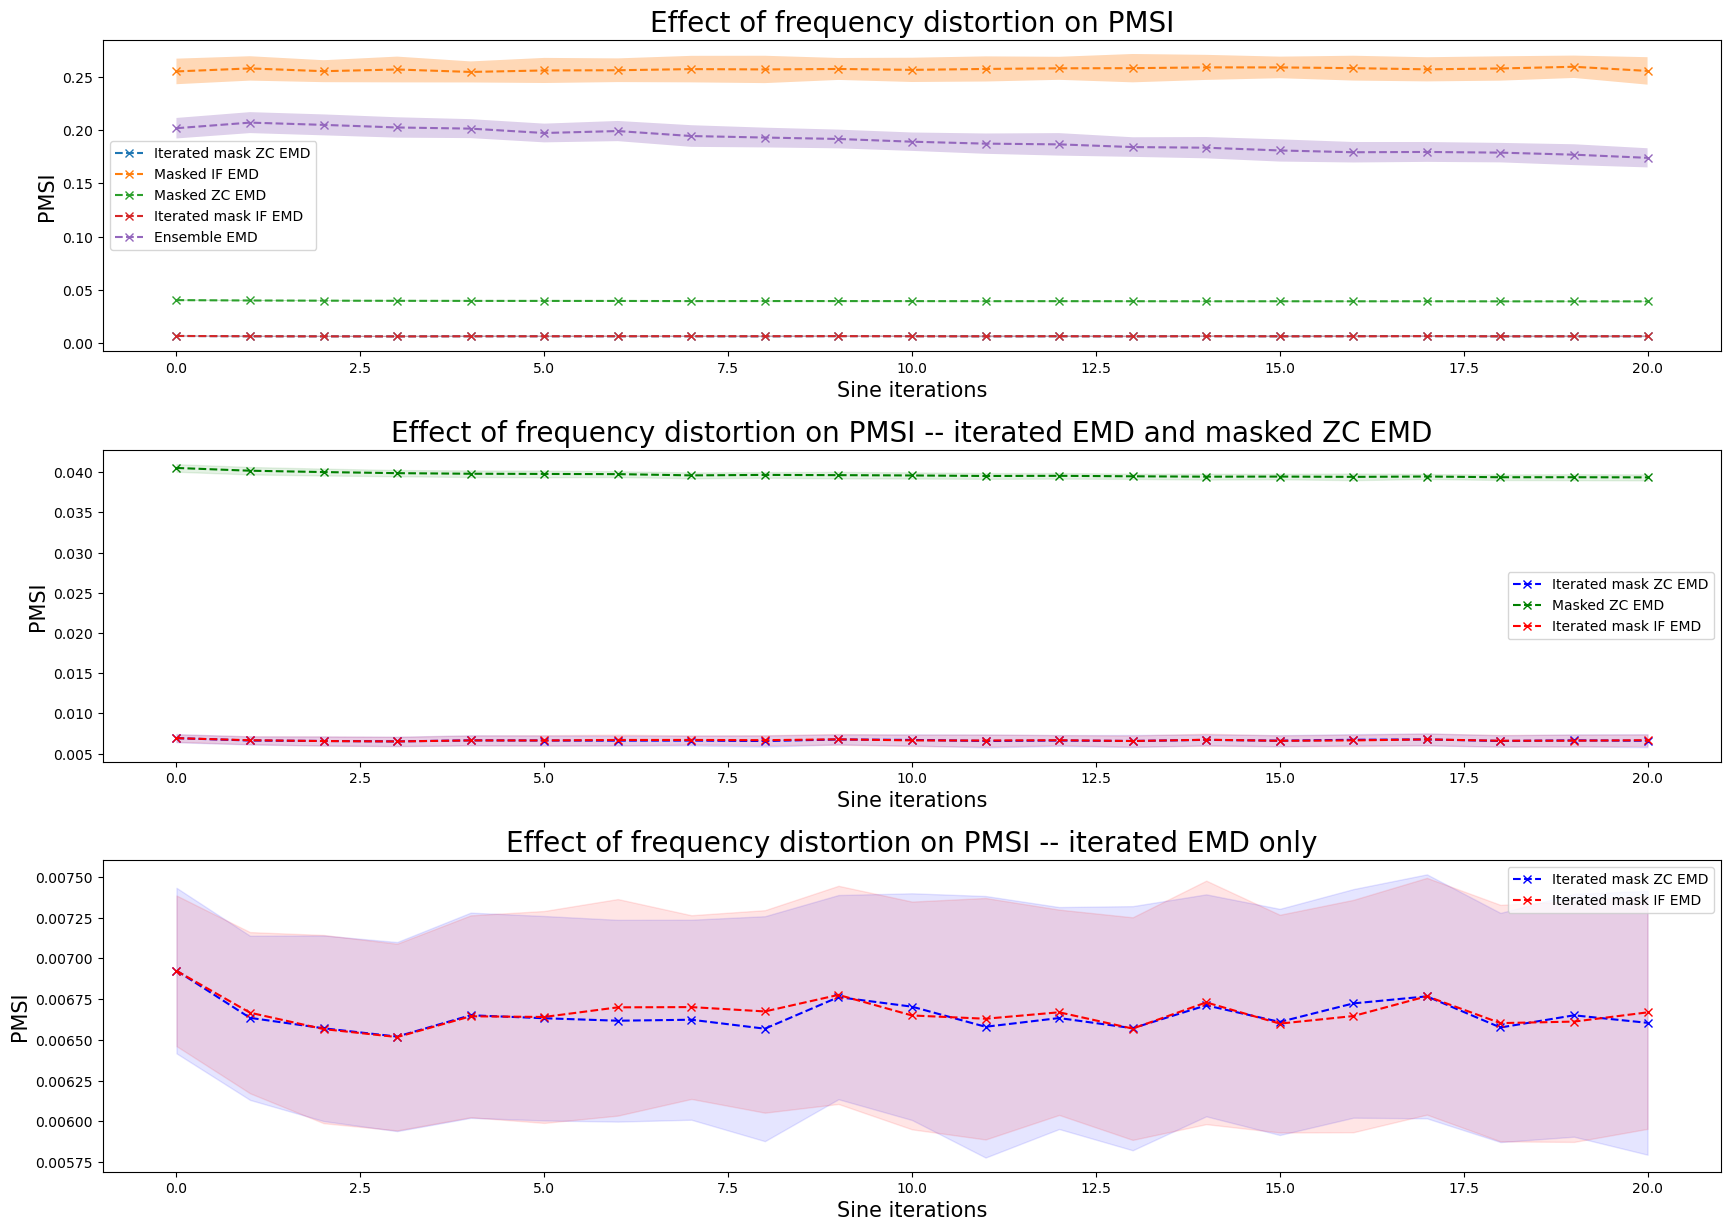 Effect of frequency distortion on PMSI
PMSI
0.25
0.20
0.15
0.10
0.05
0.00
Iterated mask ZC EMD
Masked IF EMD
Masked ZC EMD
Iterated mask IF EMD
Ensemble EMD
0.0 2.5 5.0 7.5 10.0 12.5 15.0 17.5 20.0
Sine iterations
Effect of frequency distortion on PMSI -- iterated EMD and masked ZC EMD
PMSI
0.040
0.035
0.030
0.025
0.020
0.015
0.010
0.005
Iterated mask ZC EMD
Masked ZC EMD
Iterated mask IF EMD
0.0 2.5 5.0 7.5 10.0 12.5 15.0 17.5 20.0
Sine iterations
Effect of frequency distortion on PMSI -- iterated EMD only
PMSI
0.00750
0.00725
0.00700
0.00675
0.00650
0.00625
0.00600
0.00575
Iterated mask ZC EMD
Iterated mask IF EMD
0.0 2.5 5.0 7.5 10.0 12.5 15.0 17.5 20.0
Sine iterations